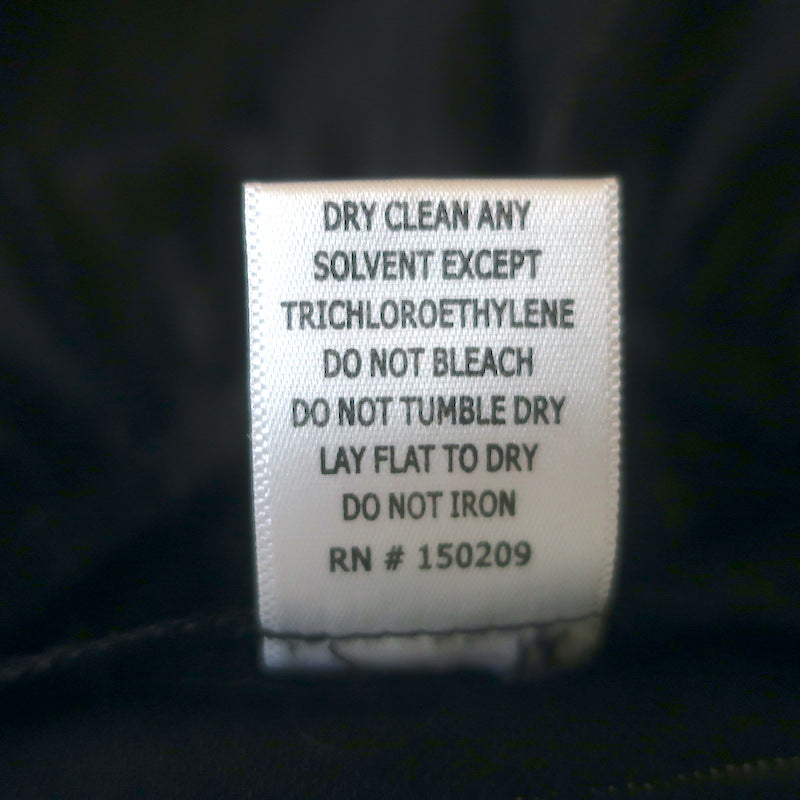 DRY CLEAN ANY
SOLVENT EXCEPT
TRICHLOROETHYLENE
DO NOT BLEACH
DO NOT TUMBLE DRY
LAY FLAT TO DRY
DO NOT IRON
RN # 150209